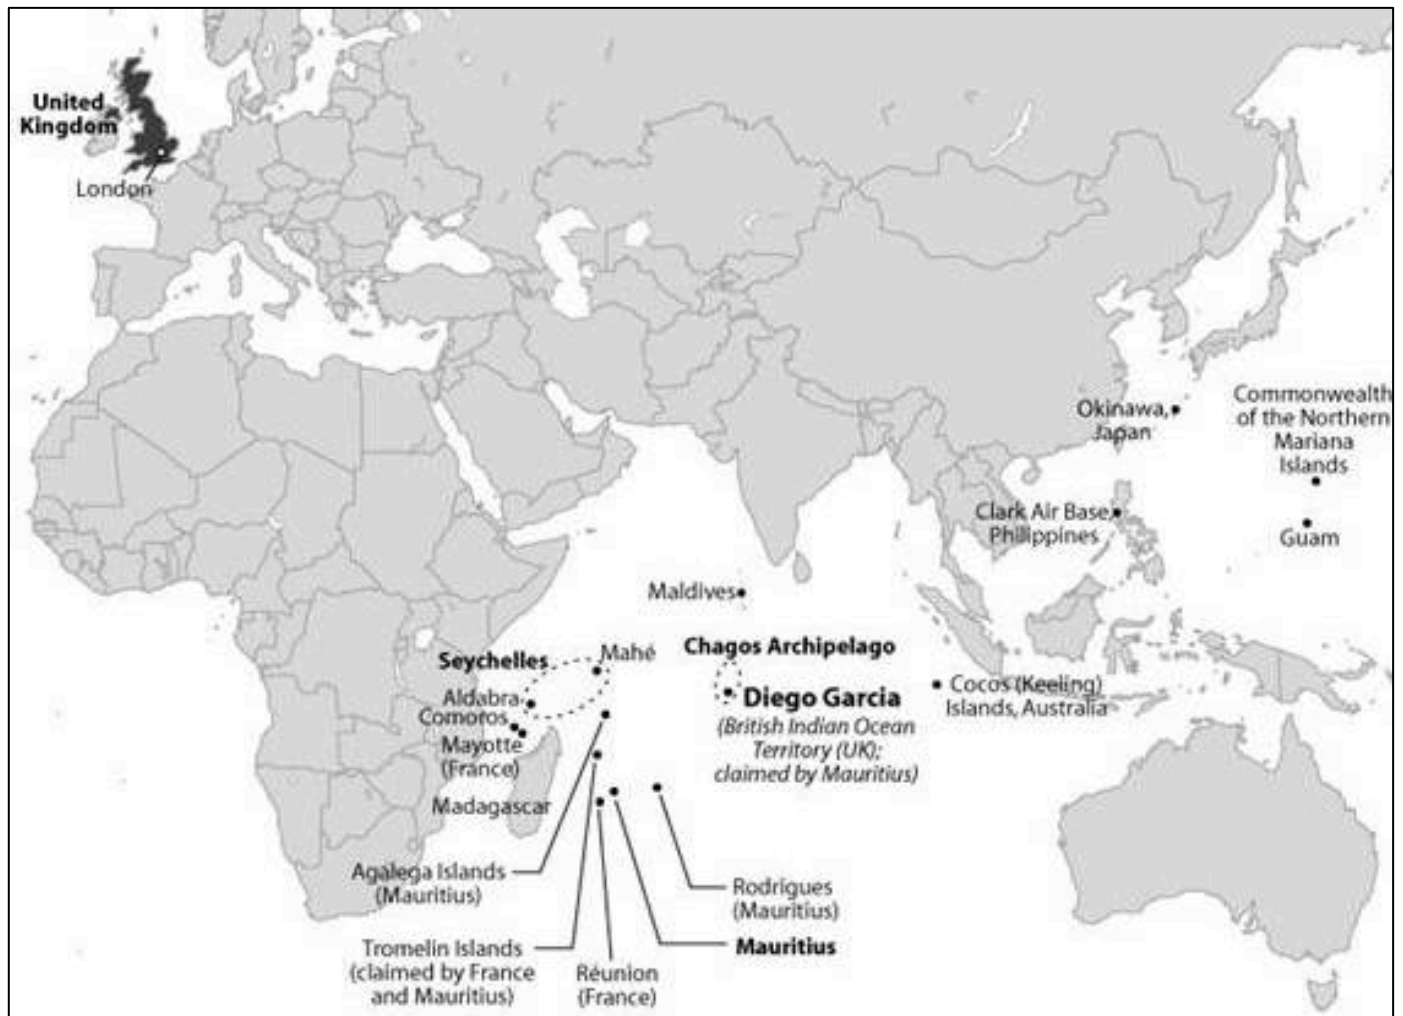 United
Kingdom
London
Okinawa,
Japan
Commonwealth
of the Northern
Mariana
Islands
Clark Air Base,
Philippines
Guam
Maldives
Chagos Archipelago
Seychelles
Mahé
Aldabra
Diego Garcia
(British Indian Ocean
Territory (UK);
claimed by Mauritius)
Cocos (Keeling)
Islands, Australia
Comoros
Mayotte
(France)
Madagascar
Agalega Islands
(Mauritius)
Rodrigues
(Mauritius)
Mauritius
Tromelin Islands
(claimed by France
and Mauritius)
Réunion
(France)